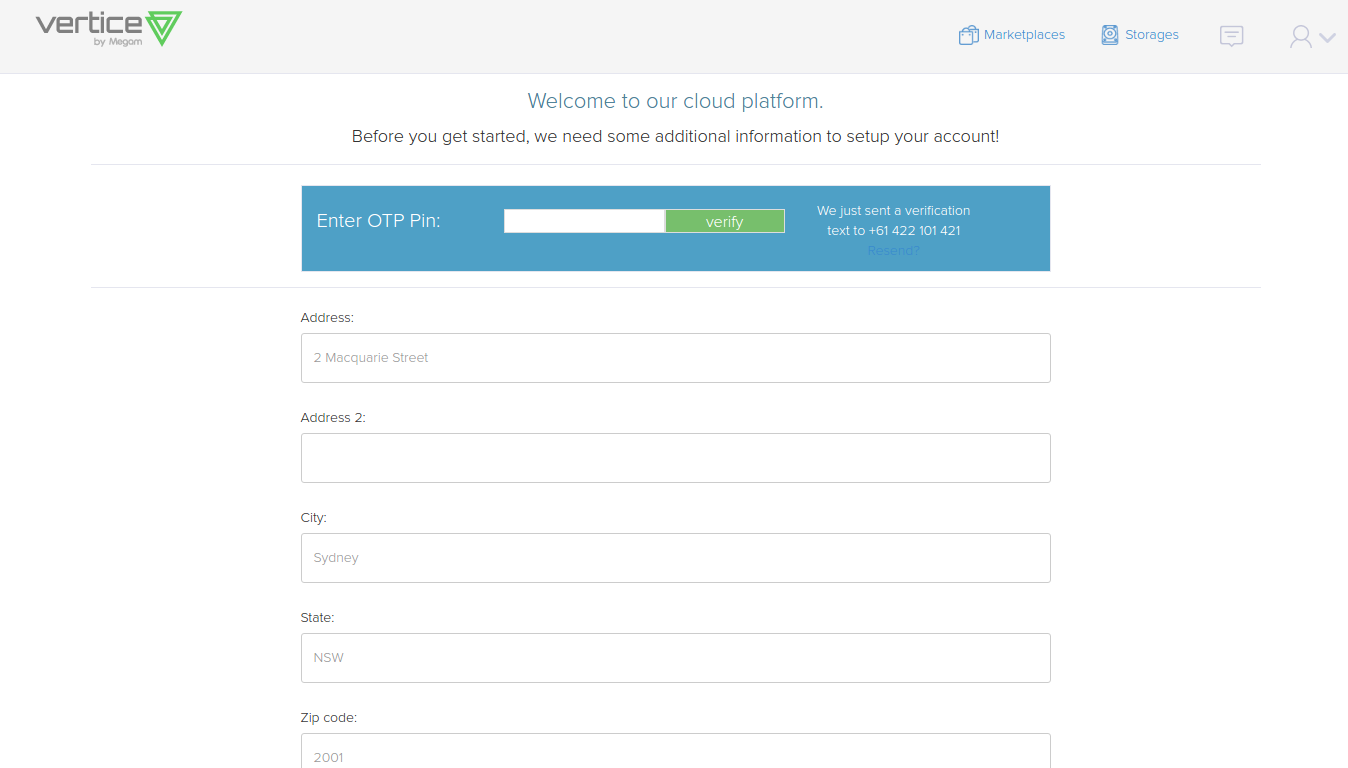 vertice
by Megam
Marketplaces
Storages
Welcome to our cloud platform.
Before you get started, we need some additional information to setup your account!
Enter OTP Pin:
verify
We just sent a verification
text to +61 422 101 421
Resend?
Address:
2 Macquarie Street
Address 2:
City:
Sydney
State:
NSW
Zip code:
2001